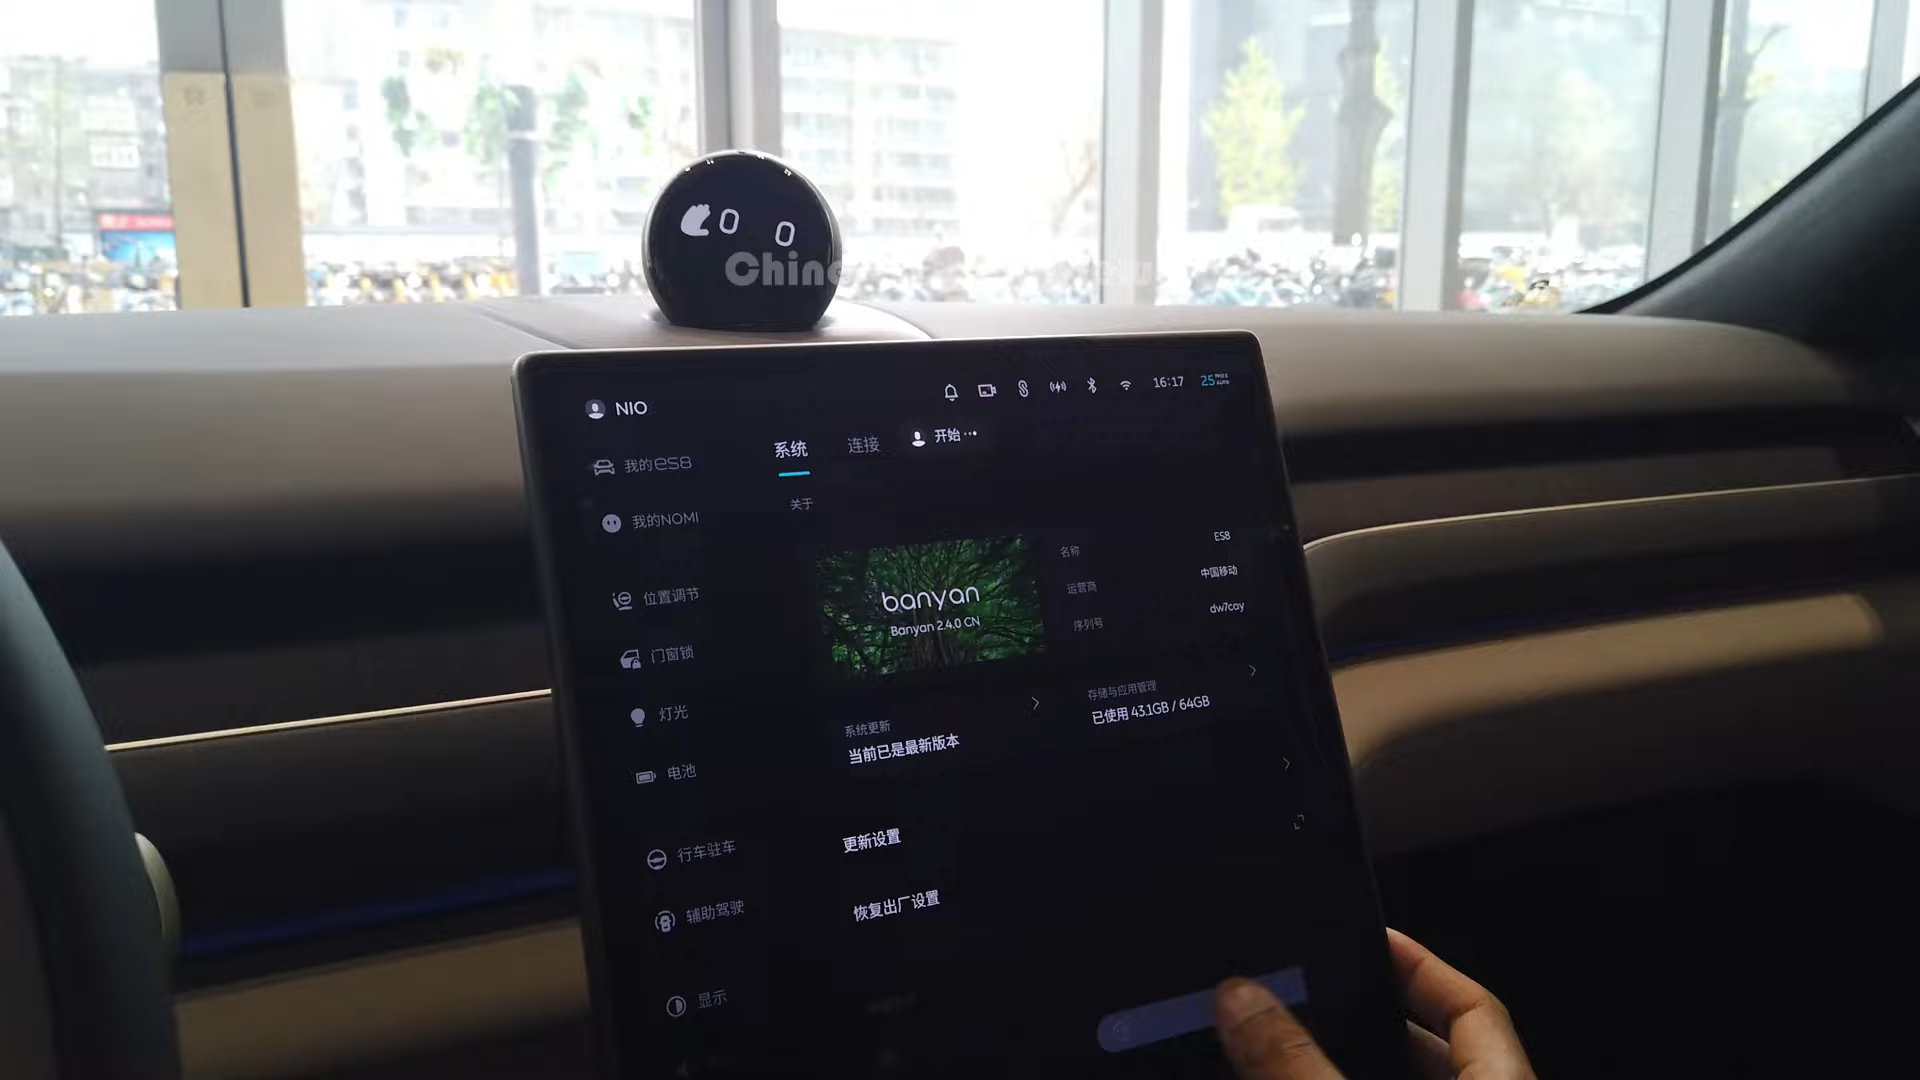 Chin
NIO
16:17
25 PM2.5
AUTO
系统
连接
开始···
我的ES8
我的NOMI
位置调节
门窗锁
灯光
电池
行车驻车
辅助驾驶
显示
关于
banyan
Banyan 2.4.0 CN
名称
ES8
运营商
中国移动
序列号
dw7cay
系统更新
当前已是最新版本
存储与应用管理
已使用 43.1GB / 64GB
更新设置
恢复出厂设置